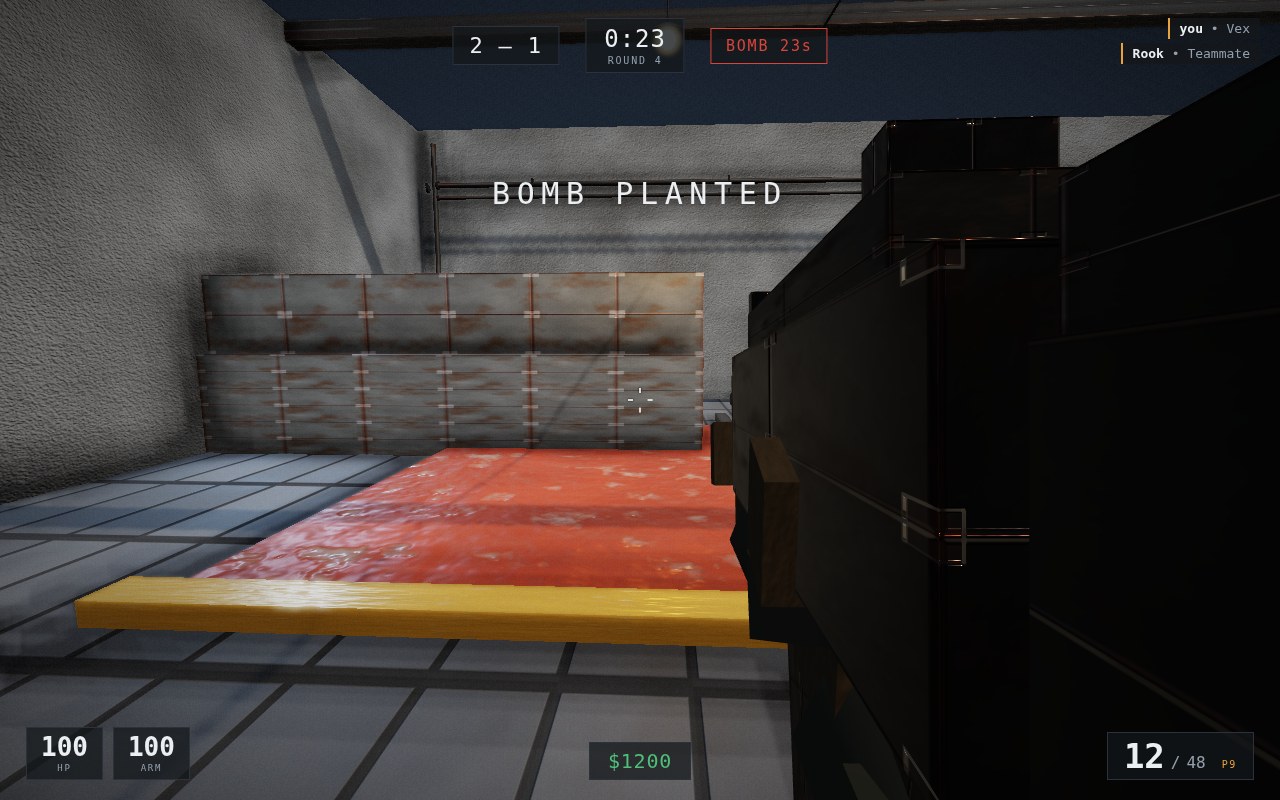 2 — 1
0:23
ROUND 4
BOMB 23s
you • Vex
Rook • Teammate
BOMB PLANTED
100
HP
100
ARM
$1200
12 / 48 P9